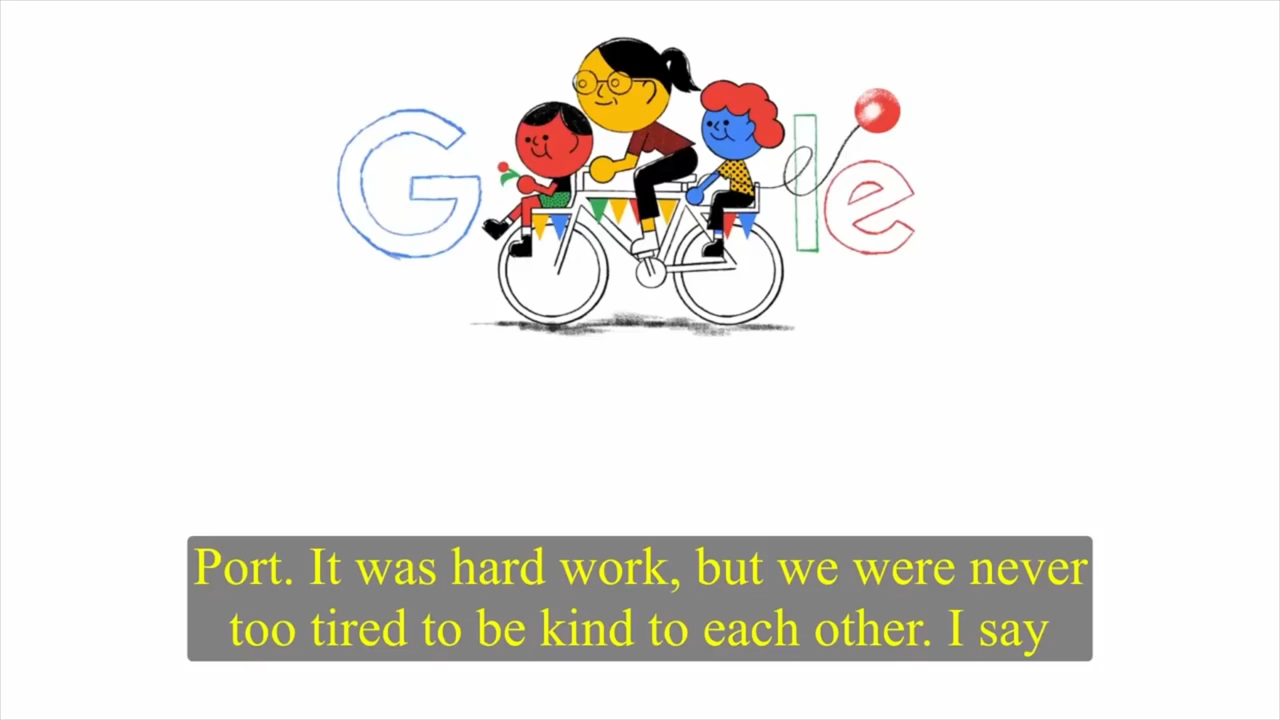 Google
Port. It was hard work, but we were never
too tired to be kind to each other. I say